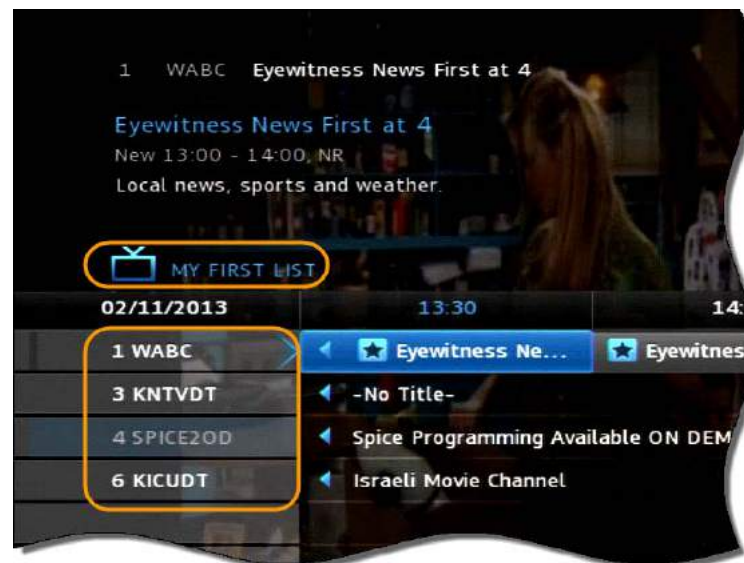 1 WABC Eyewitness News First at 4
Eyewitness News First at 4
New 13:00 - 14:00, NR
Local news, sports and weather.
MY FIRST LIST
02/11/2013 13:30 14:
1 WABC Eyewitness Ne... Eyewitnes
3 KNTVDT -No Title-
4 SPICE2OD Spice Programming Available ON DEM
6 KICUDT Israeli Movie Channel